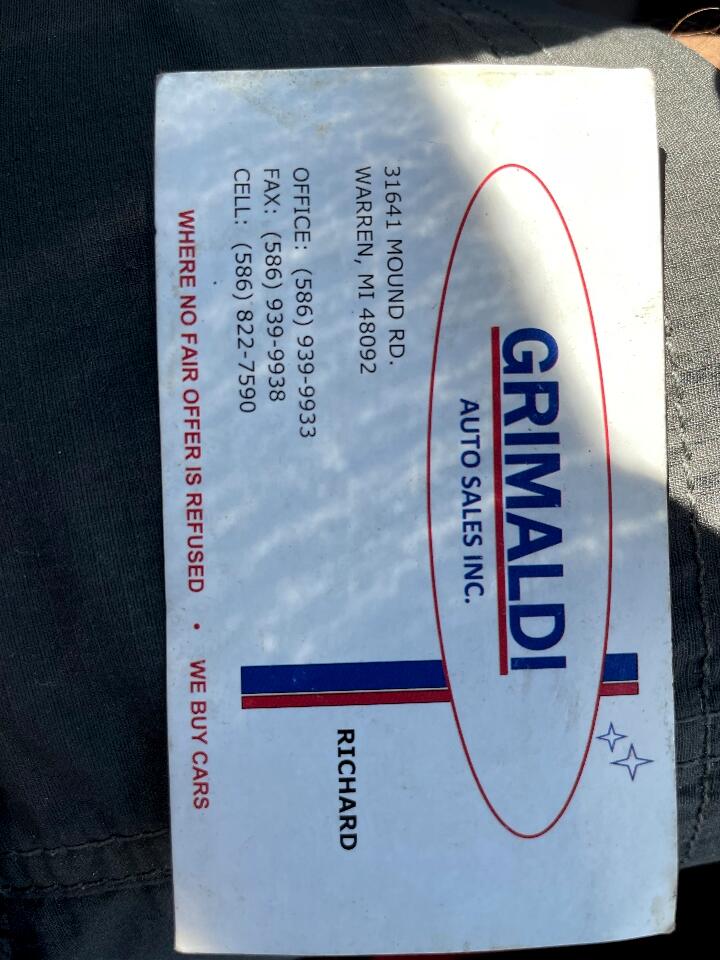 GRIMALDI
AUTO SALES INC.
31641 MOUND RD.
WARREN, MI 48092
RICHARD
OFFICE: (586) 939-9933
FAX: (586) 939-9938
CELL: (586) 822-7590
WHERE NO FAIR OFFER IS REFUSED • WE BUY CARS